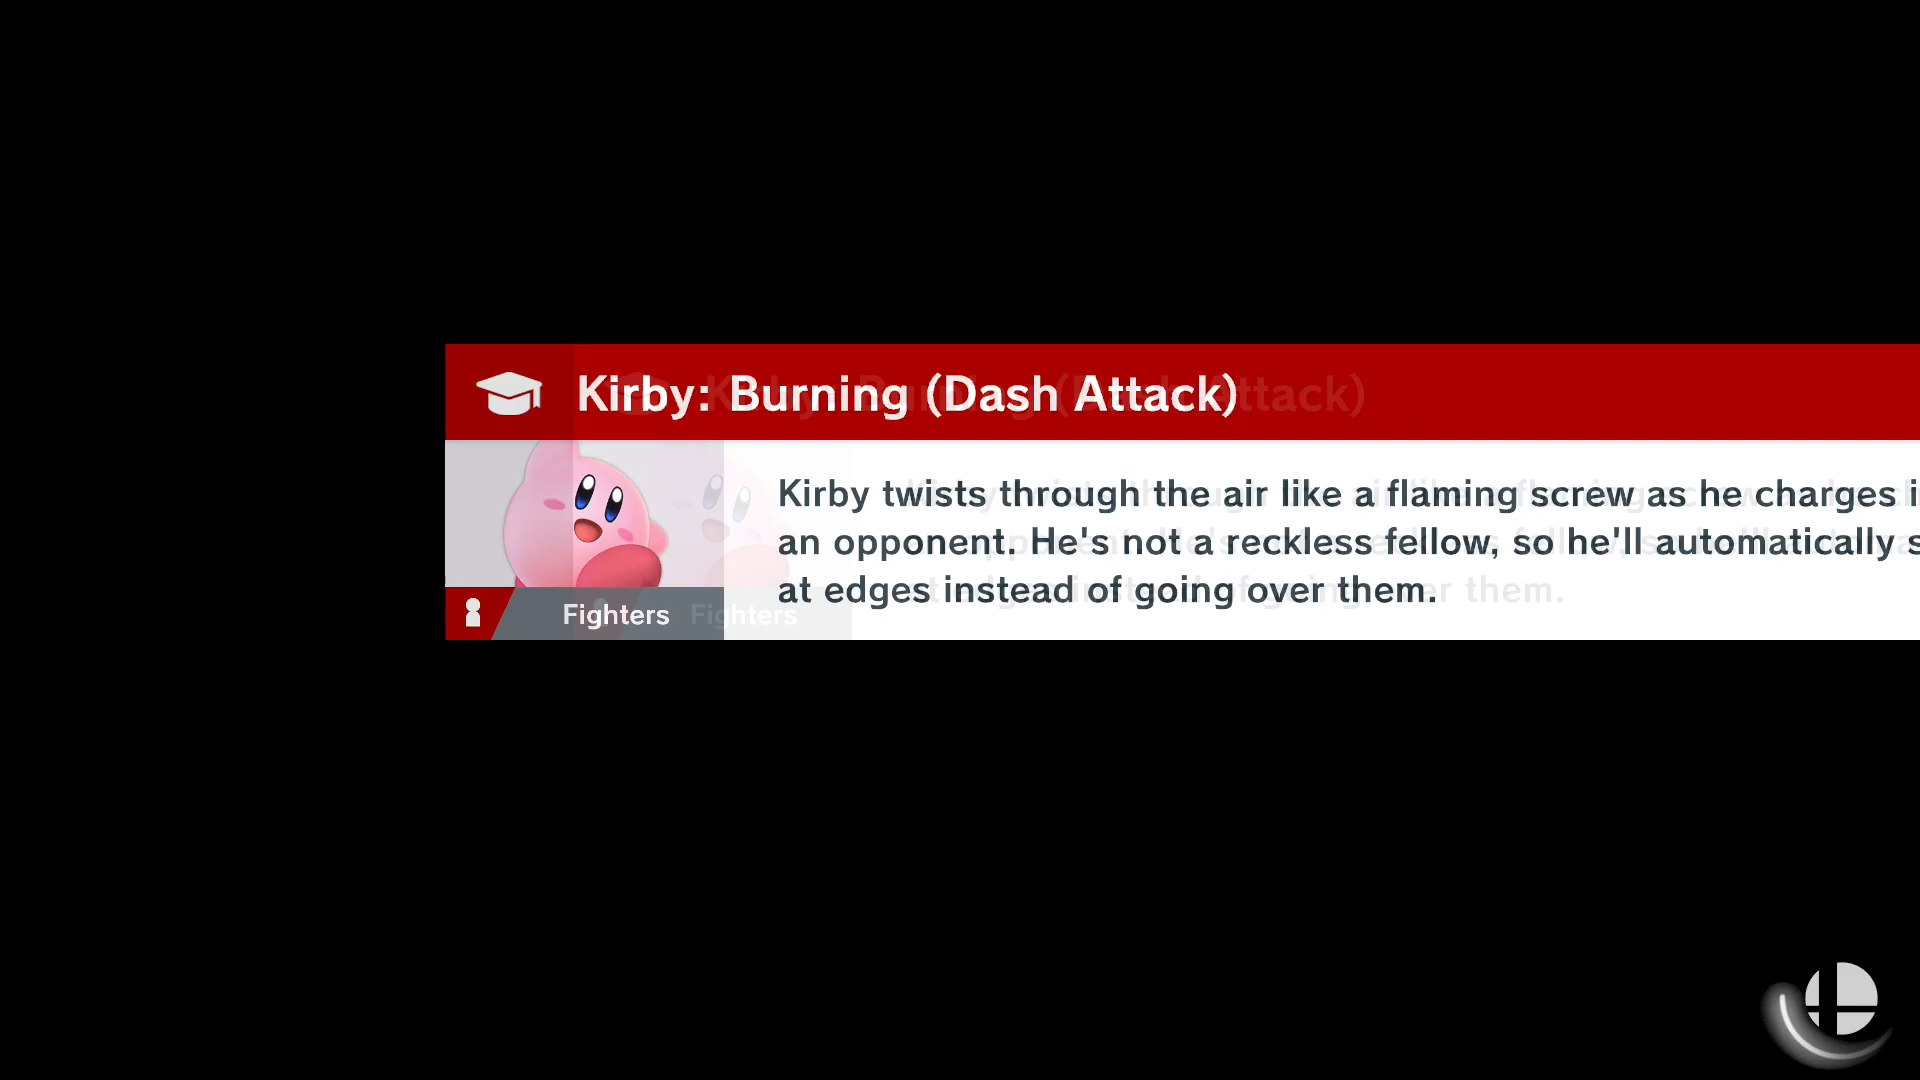 Kirby: Burning (Dash Attack)
Kirby twists through the air like a flaming screw as he charges
an opponent. He's not a reckless fellow, so he'll automatically
at edges instead of going over them.
Fighters